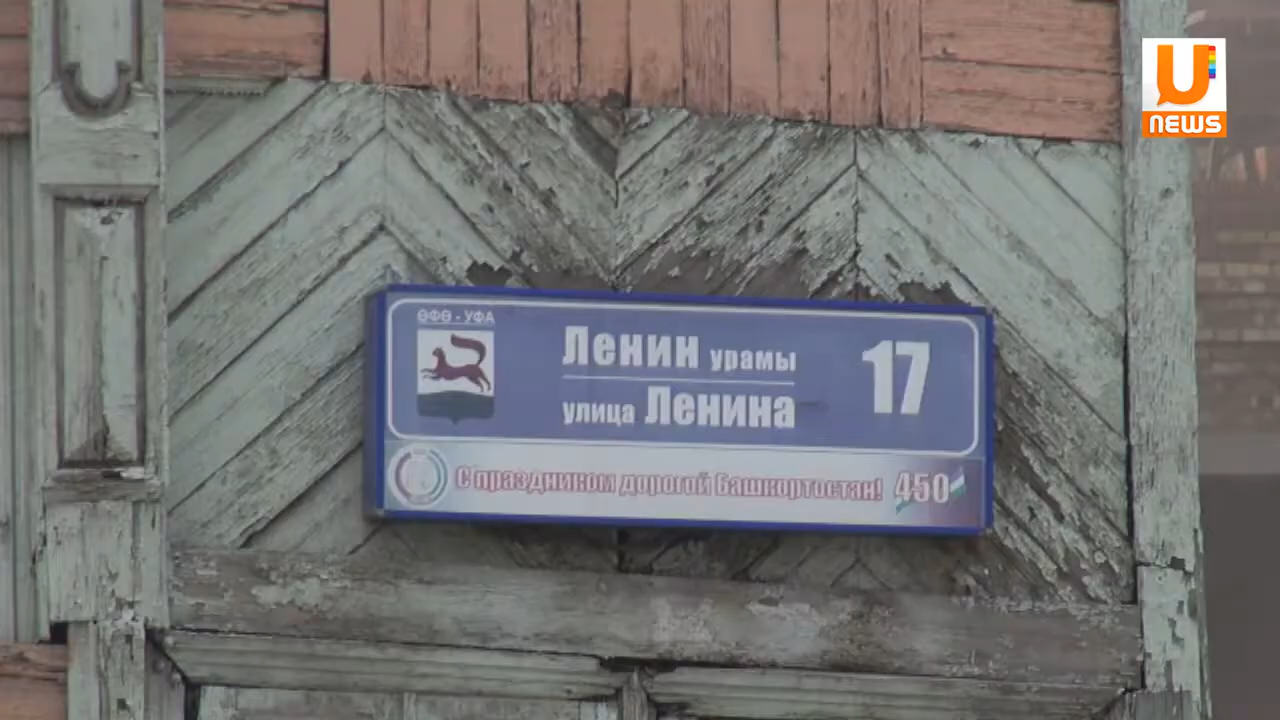 U
NEWS
ӨФӨ - УФА
Ленин урамы
улица Ленина
17
С праздником дорогой Башкортостан! 450